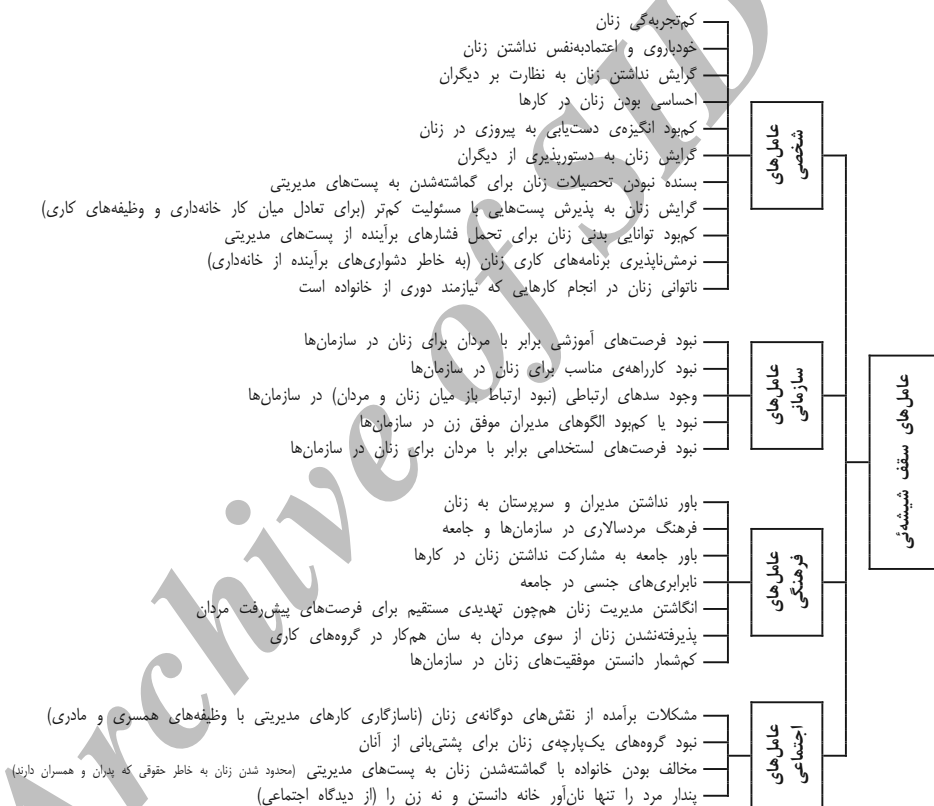 عامل‌های سقف شیشه‌ئی
عامل‌های شخصی
کم‌تجربه‌گی زنان
خودباروی و اعتمادبه‌نفس نداشتن زنان
گرایش نداشتن زنان به نظارت بر دیگران
احساسی بودن زنان در کارها
کم‌بود انگیزه‌ی دست‌یابی به پیروزی در زنان
گرایش زنان به دستورپذیری از دیگران
بسنده نبودن تحصیلات زنان برای گماشته‌شدن به پست‌های مدیریتی
گرایش زنان به پذیرش پست‌هایی با مسئولیت کم‌تر (برای تعادل میان کار خانه‌داری و وظیفه‌های کاری)
کم‌بود توانایی بدنی زنان برای تحمل فشارهای برآینده از پست‌های مدیریتی
نرمش‌ناپذیری برنامه‌های کاری زنان (به خاطر دشواری‌های برآینده از خانه‌داری)
ناتوانی زنان در انجام کارهایی که نیازمند دوری از خانواده است
عامل‌های سازمانی
نبود فرصت‌های آموزشی برابر با مردان برای زنان در سازمان‌ها
نبود کارراهه‌ی مناسب برای زنان در سازمان‌ها
وجود سدهای ارتباطی (نبود ارتباط باز میان زنان و مردان) در سازمان‌ها
نبود یا کم‌بود الگوهای مدیران موفق زن در سازمان‌ها
نبود فرصت‌های لستخدامی برابر با مردان برای زنان در سازمان‌ها
عامل‌های فرهنگی
باور نداشتن مدیران و سرپرستان به زنان
فرهنگ مردسالاری در سازمان‌ها و جامعه
باور جامعه به مشارکت نداشتن زنان در کارها
نابرابری‌های جنسی در جامعه
انگاشتن مدیریت زنان هم‌چون تهدیدی مستقیم برای فرصت‌های پیش‌رفت مردان
پذیرفته‌نشدن زنان از سوی مردان به سان هم‌کار در گروه‌های کاری
کم‌شمار دانستن موفقیت‌های زنان در سازمان‌ها
عامل‌های اجتماعی
مشکلات برآمده از نقش‌های دوگانه‌ی زنان (ناسازگاری کارهای مدیریتی با وظیفه‌های همسری و مادری)
نبود گروه‌های یک‌پارچه‌ی زنان برای پشتی‌بانی از آنان
مخالف بودن خانواده با گماشته‌شدن زنان به پست‌های مدیریتی (محدود شدن زنان به خاطر حقوقی که پدران و همسران دارند)
پندار مرد را تنها نان‌آور خانه دانستن و نه زن را (از دیدگاه اجتماعی)
Archive of SID